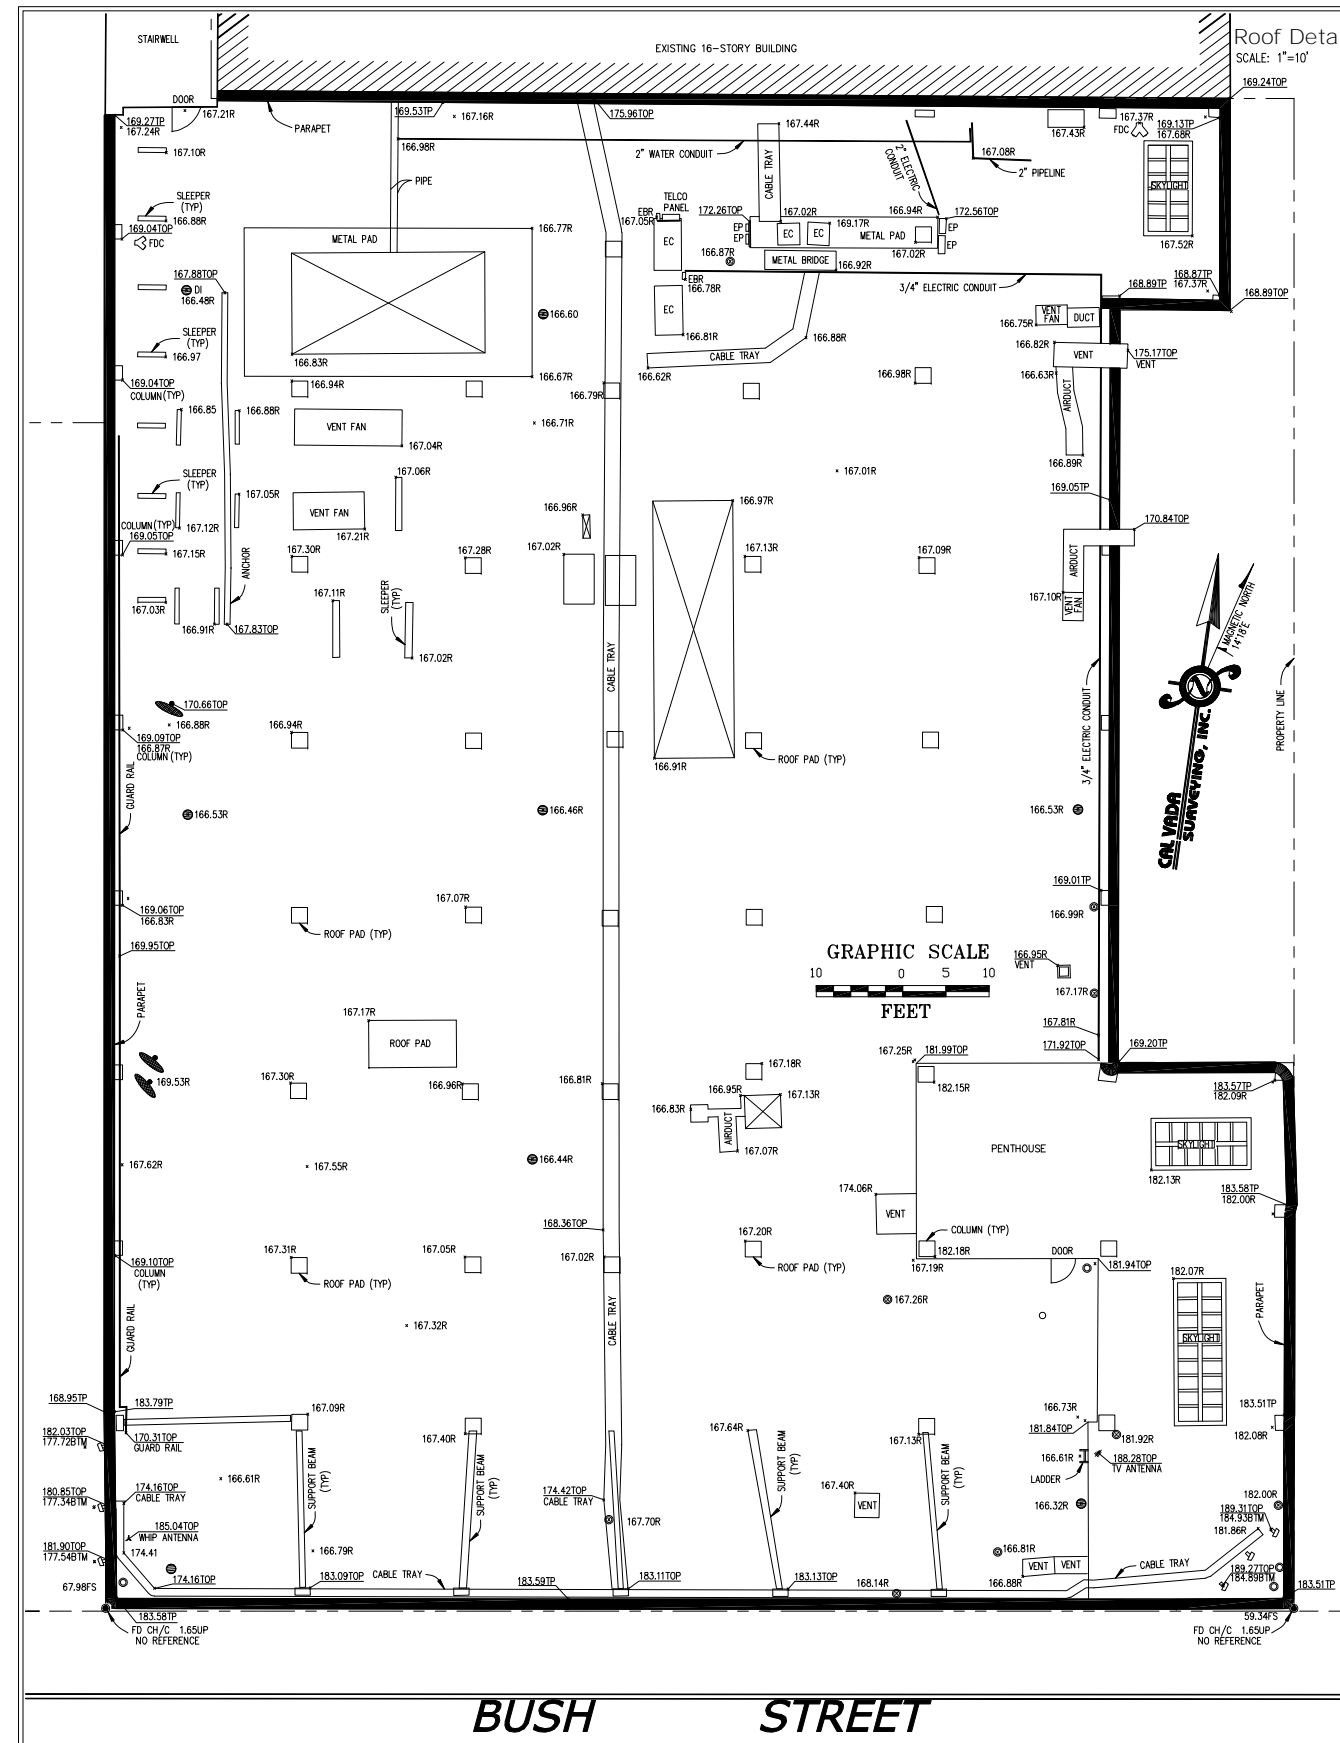 Roof Deta
SCALE: 1"=10'
STAIRWELL
EXISTING 16-STORY BUILDING
169.24TOP
DOOR
167.21R
169.27TP
167.24R
PARAPET
169.53TP
167.16R
175.96TOP
167.44R
167.43R
167.37R
FDC
169.13TP
167.68R
167.10R
166.98R
2" WATER CONDUIT
CABLE TRAY
2" ELECTRIC
CONDUIT
167.08R
2" PIPELINE
SKYLIGHT
PIPE
SLEEPER
(TYP)
166.88R
169.04TOP
FDC
TELCO
PANEL
EBR
167.05R
172.26TOP
167.02R
169.17R
166.94R
172.56TOP
METAL PAD
166.77R
EC
EP
EP
EC
EC
METAL PAD
EP
EP
167.52R
166.87R
167.02R
METAL BRIDGE
166.92R
167.88TOP
DI
166.48R
EBR
166.78R
3/4" ELECTRIC CONDUIT
168.89TP
168.87TP
167.37R
168.89TOP
166.60
EC
166.75R
VENT
FAN
DUCT
SLEEPER
(TYP)
166.97
166.81R
166.88R
166.82R
VENT
175.17TOP
VENT
166.83R
CABLE TRAY
166.62R
166.63R
169.04TOP
COLUMN(TYP)
166.94R
166.67R
166.79R
166.98R
AIRDUCT
166.85
166.88R
VENT FAN
167.04R
166.71R
167.01R
166.89R
SLEEPER
(TYP)
167.06R
167.05R
169.05TP
VENT FAN
166.97R
COLUMN(TYP)
169.05TOP
167.12R
167.21R
166.96R
170.84TOP
167.15R
167.30R
167.28R
167.02R
167.13R
167.09R
ANCHOR
AIRDUCT
167.03R
167.11R
SLEEPER
(TYP)
167.10R
VENT
FAN
166.91R
167.83TOP
167.02R
CABLE TRAY
MAGNETIC NORTH
14°18'E
170.66TOP
166.88R
166.94R
169.09TOP
166.87R
COLUMN(TYP)
GUARD RAIL
166.91R
ROOF PAD (TYP)
3/4" ELECTRIC CONDUIT
PROPERTY LINE
CAL VADA
SURVEYING, INC.
166.53R
166.46R
166.53R
169.06TOP
166.83R
167.07R
169.01TP
166.99R
169.95TOP
ROOF PAD (TYP)
GRAPHIC SCALE
10 0 5 10
FEET
166.95R
VENT
167.17R
PARAPET
167.17R
ROOF PAD
167.81R
171.92TOP
169.20TP
167.25R
181.99TOP
169.53R
167.30R
166.96R
166.81R
167.18R
166.95R
167.13R
182.15R
183.57TP
182.09R
166.83R
AIRDUCT
167.07R
PENTHOUSE
SKYLIGHT
182.13R
167.62R
167.55R
166.44R
174.06R
VENT
183.58TP
182.00R
168.36TOP
167.20R
COLUMN (TYP)
169.10TOP
COLUMN
(TYP)
167.31R
167.05R
167.02R
182.18R
167.19R
DOOR
181.94TOP
ROOF PAD (TYP)
ROOF PAD (TYP)
182.07R
GUARD RAIL
167.32R
CABLE TRAY
167.26R
SKYLIGHT
PARAPET
168.95TP
183.79TP
167.09R
166.73R
181.84TOP
183.51TP
182.08R
182.03TOP
177.72BTM
170.31TOP
GUARD RAIL
167.40R
167.64R
167.13R
181.92R
166.61R
LADDER
188.28TOP
TV ANTENNA
166.61R
SUPPORT BEAM
(TYP)
SUPPORT BEAM
(TYP)
SUPPORT BEAM
(TYP)
SUPPORT BEAM
(TYP)
180.85TOP
177.34BTM
174.16TOP
CABLE TRAY
174.42TOP
CABLE TRAY
167.40R
VENT
166.32R
182.00R
189.31TOP
184.93BTM
181.86R
185.04TOP
WHIP ANTENNA
167.70R
181.90TOP
177.54BTM
174.41
166.79R
166.81R
VENT
VENT
CABLE TRAY
189.27TOP
184.89BTM
67.98FS
174.16TOP
183.09TOP
CABLE TRAY
183.59TP
183.11TOP
183.13TOP
168.14R
166.88R
183.51TP
183.58TP
FD CH/C 1.65UP
NO REFERENCE
59.34FS
FD CH/C 1.65UP
NO REFERENCE
BUSH STREET